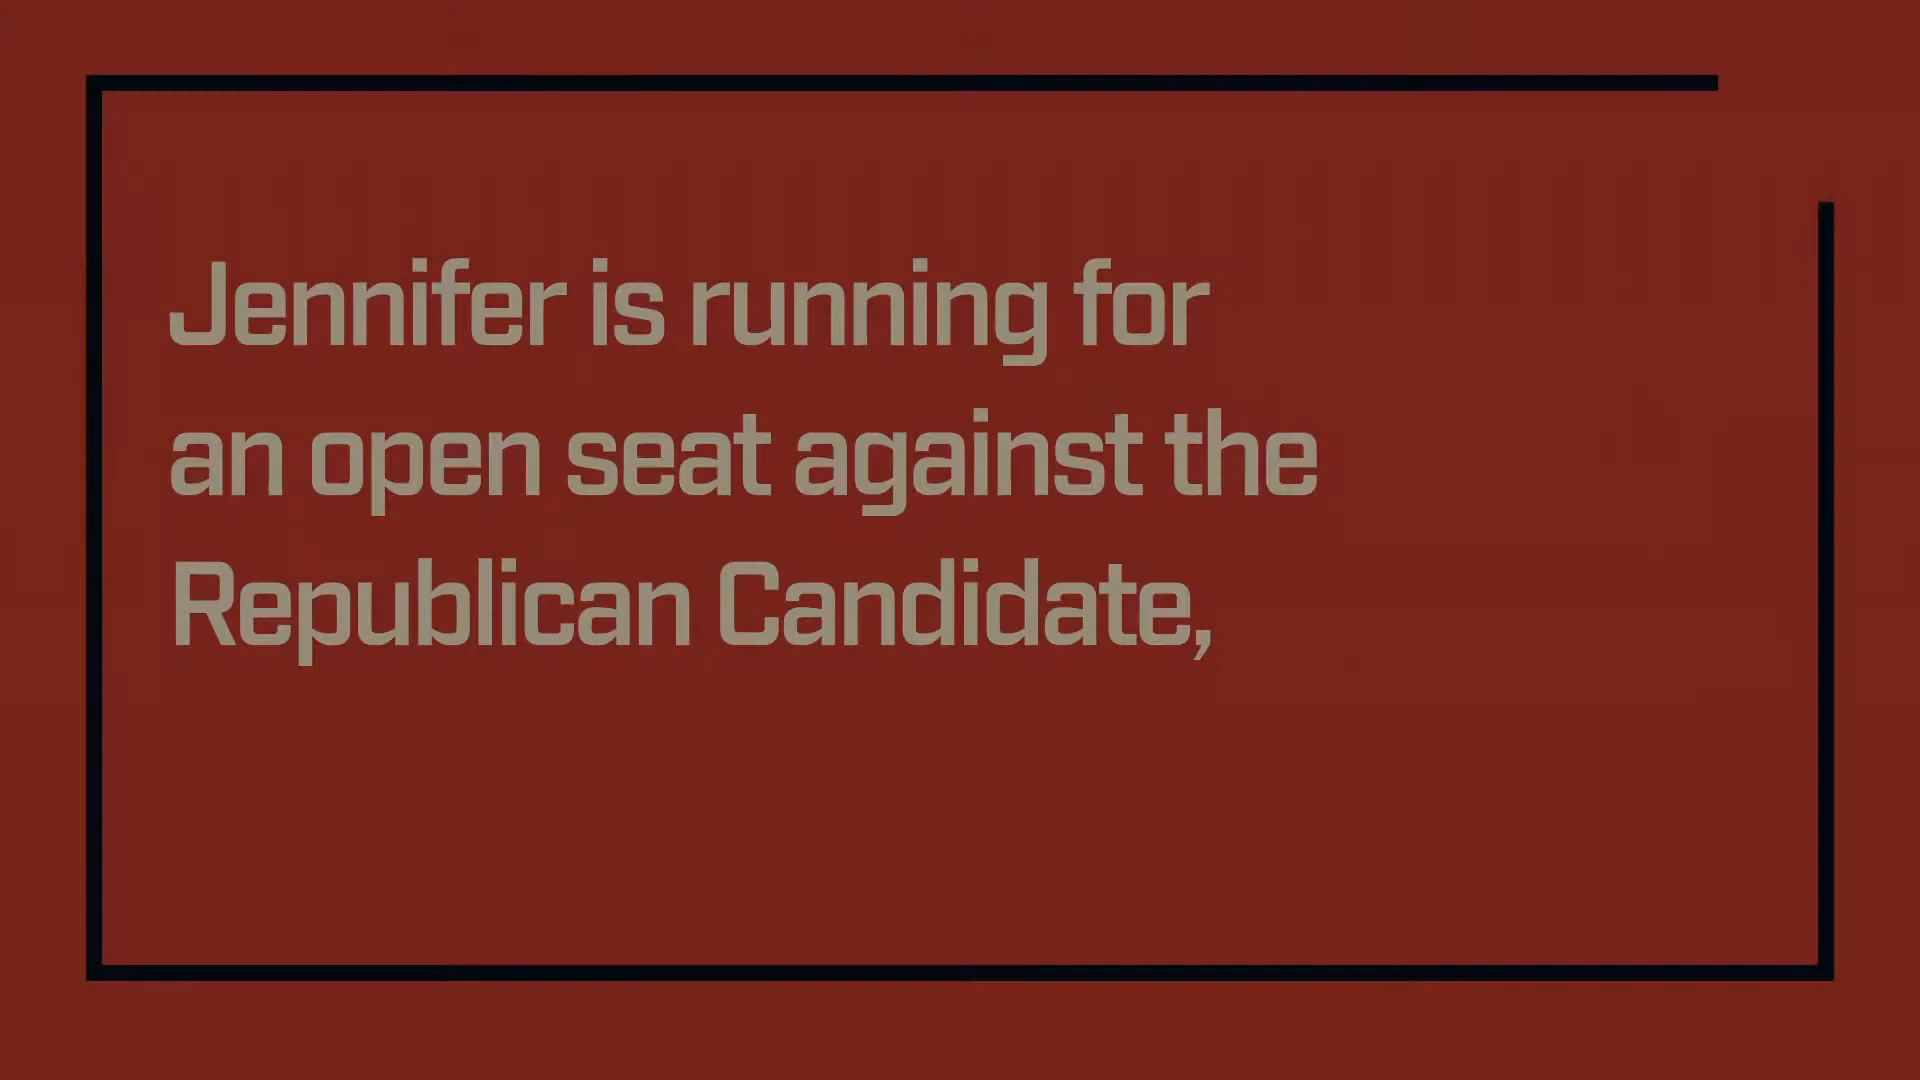 Jennifer is running for
an open seat against the
Republican Candidate,